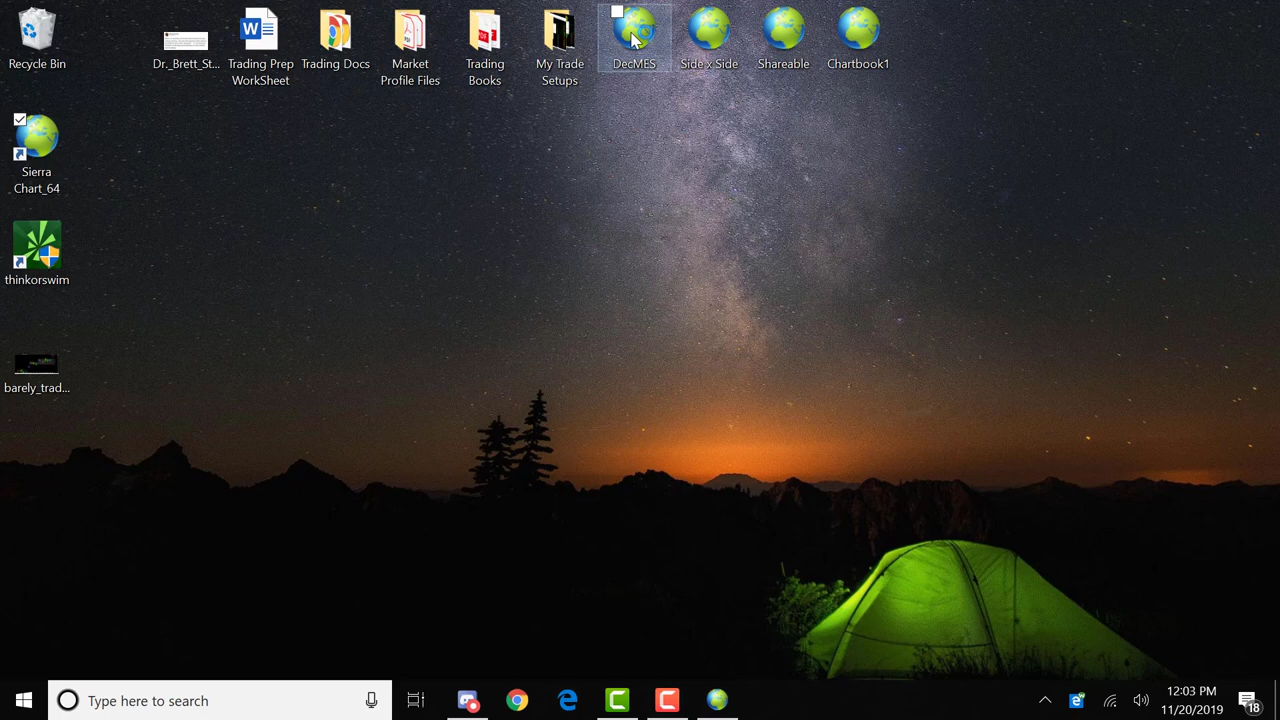 Recycle Bin
Dr._Brett_St...
Trading Prep
WorkSheet
Trading Docs
Market
Profile Files
Trading
Books
My Trade
Setups
DecMES
Side x Side
Shareable
Chartbook1
Sierra
Chart_64
thinkorswim
barely_trad...
Type here to search
12:03 PM
11/20/2019
18